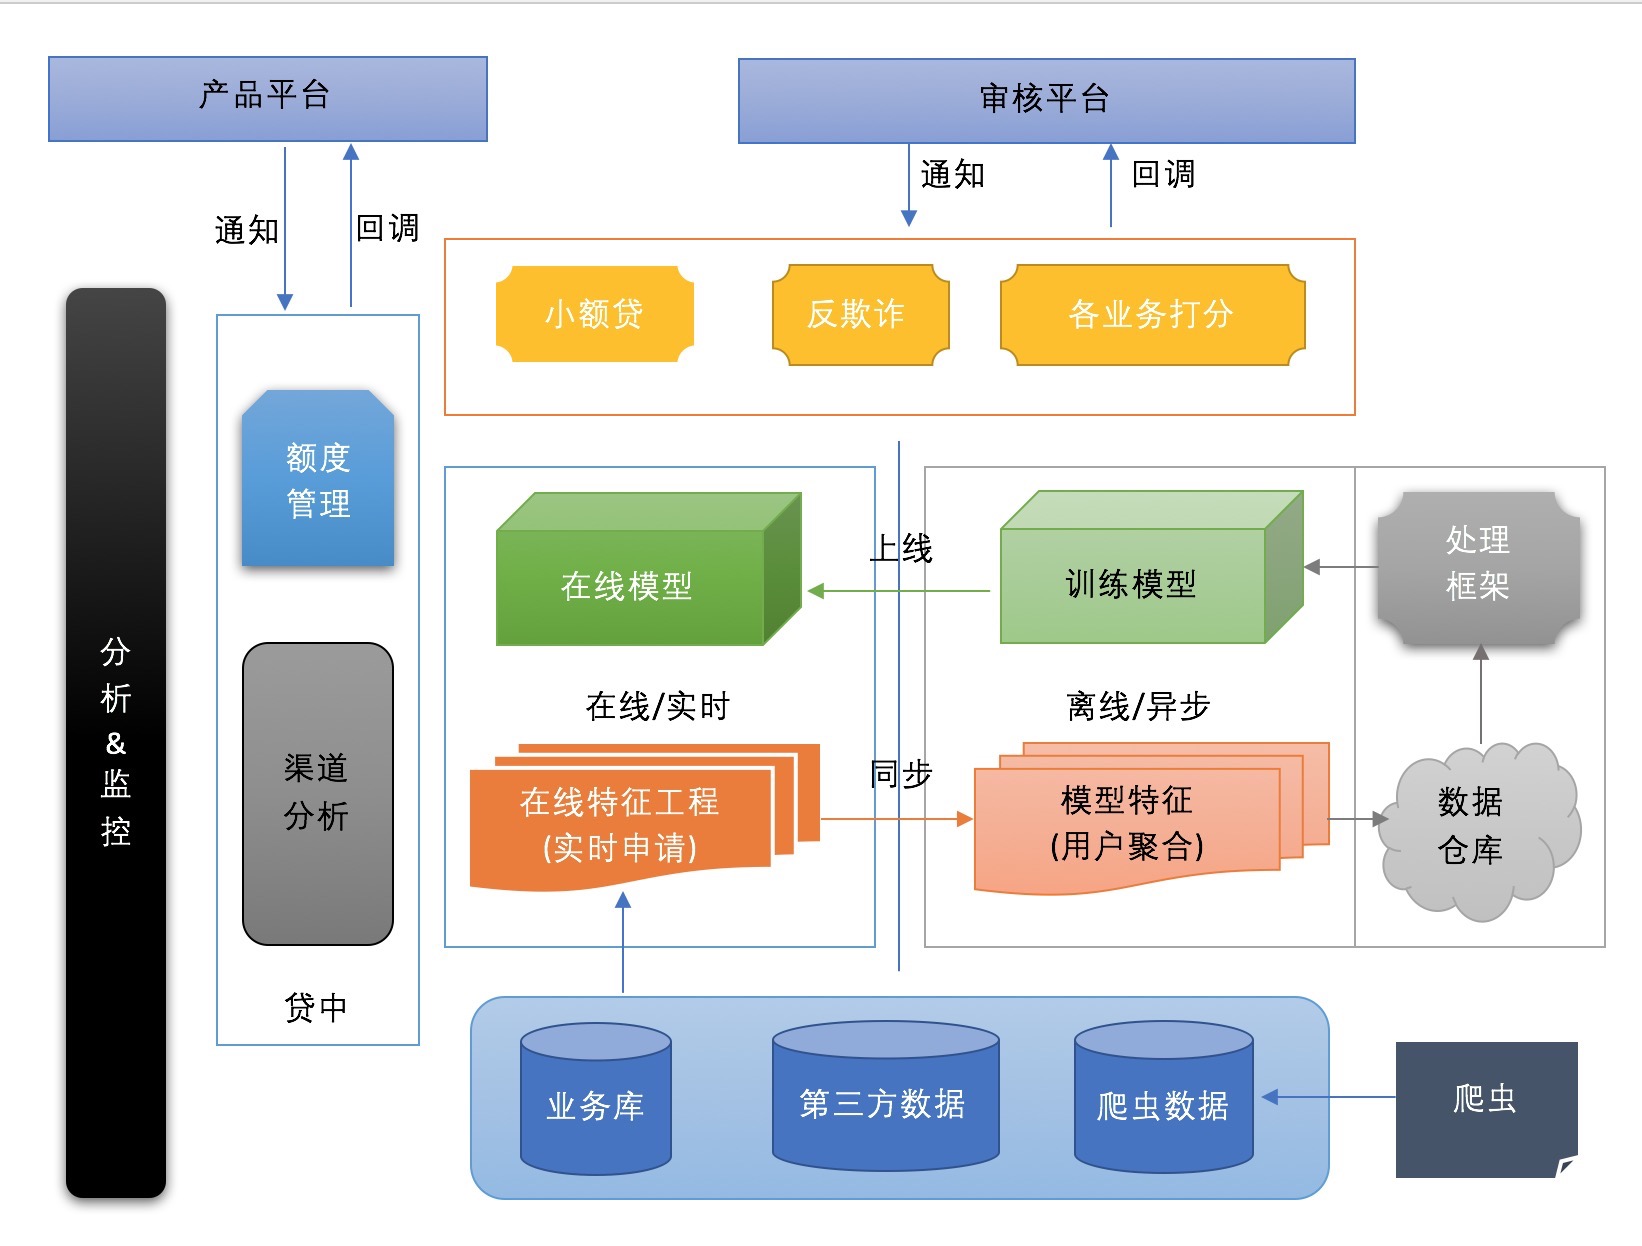 产品平台
审核平台
通知
回调
通知
回调
小额贷
反欺诈
各业务打分
额度
管理
渠道
分析
贷中
分
析
&
监
控
在线模型
上线
训练模型
处理
框架
在线/实时
离线/异步
在线特征工程
(实时申请)
同步
模型特征
(用户聚合)
数据
仓库
业务库
第三方数据
爬虫数据
爬虫